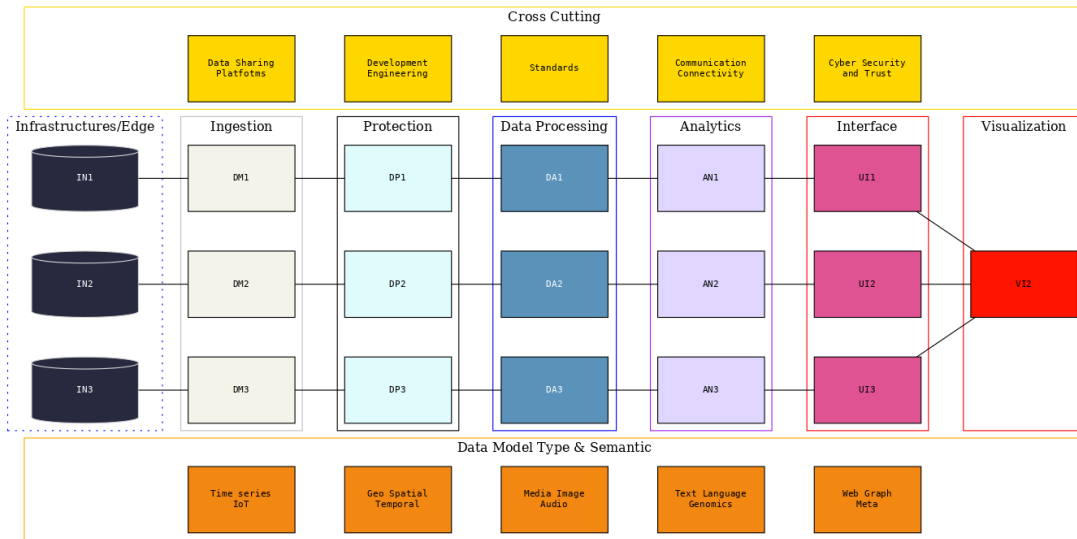 Cross Cutting
Data Sharing
Platfotms
Development
Engineering
Standards
Communication
Connectivity
Cyber Security
and Trust
Infrastructures/Edge
Ingestion
Protection
Data Processing
Analytics
Interface
Visualization
IN1
DM1
DP1
DA1
AN1
UI1
IN2
DM2
DP2
DA2
AN2
UI2
VI2
IN3
DM3
DP3
DA3
AN3
UI3
Data Model Type & Semantic
Time series
IoT
Geo Spatial
Temporal
Media Image
Audio
Text Language
Genomics
Web Graph
Meta